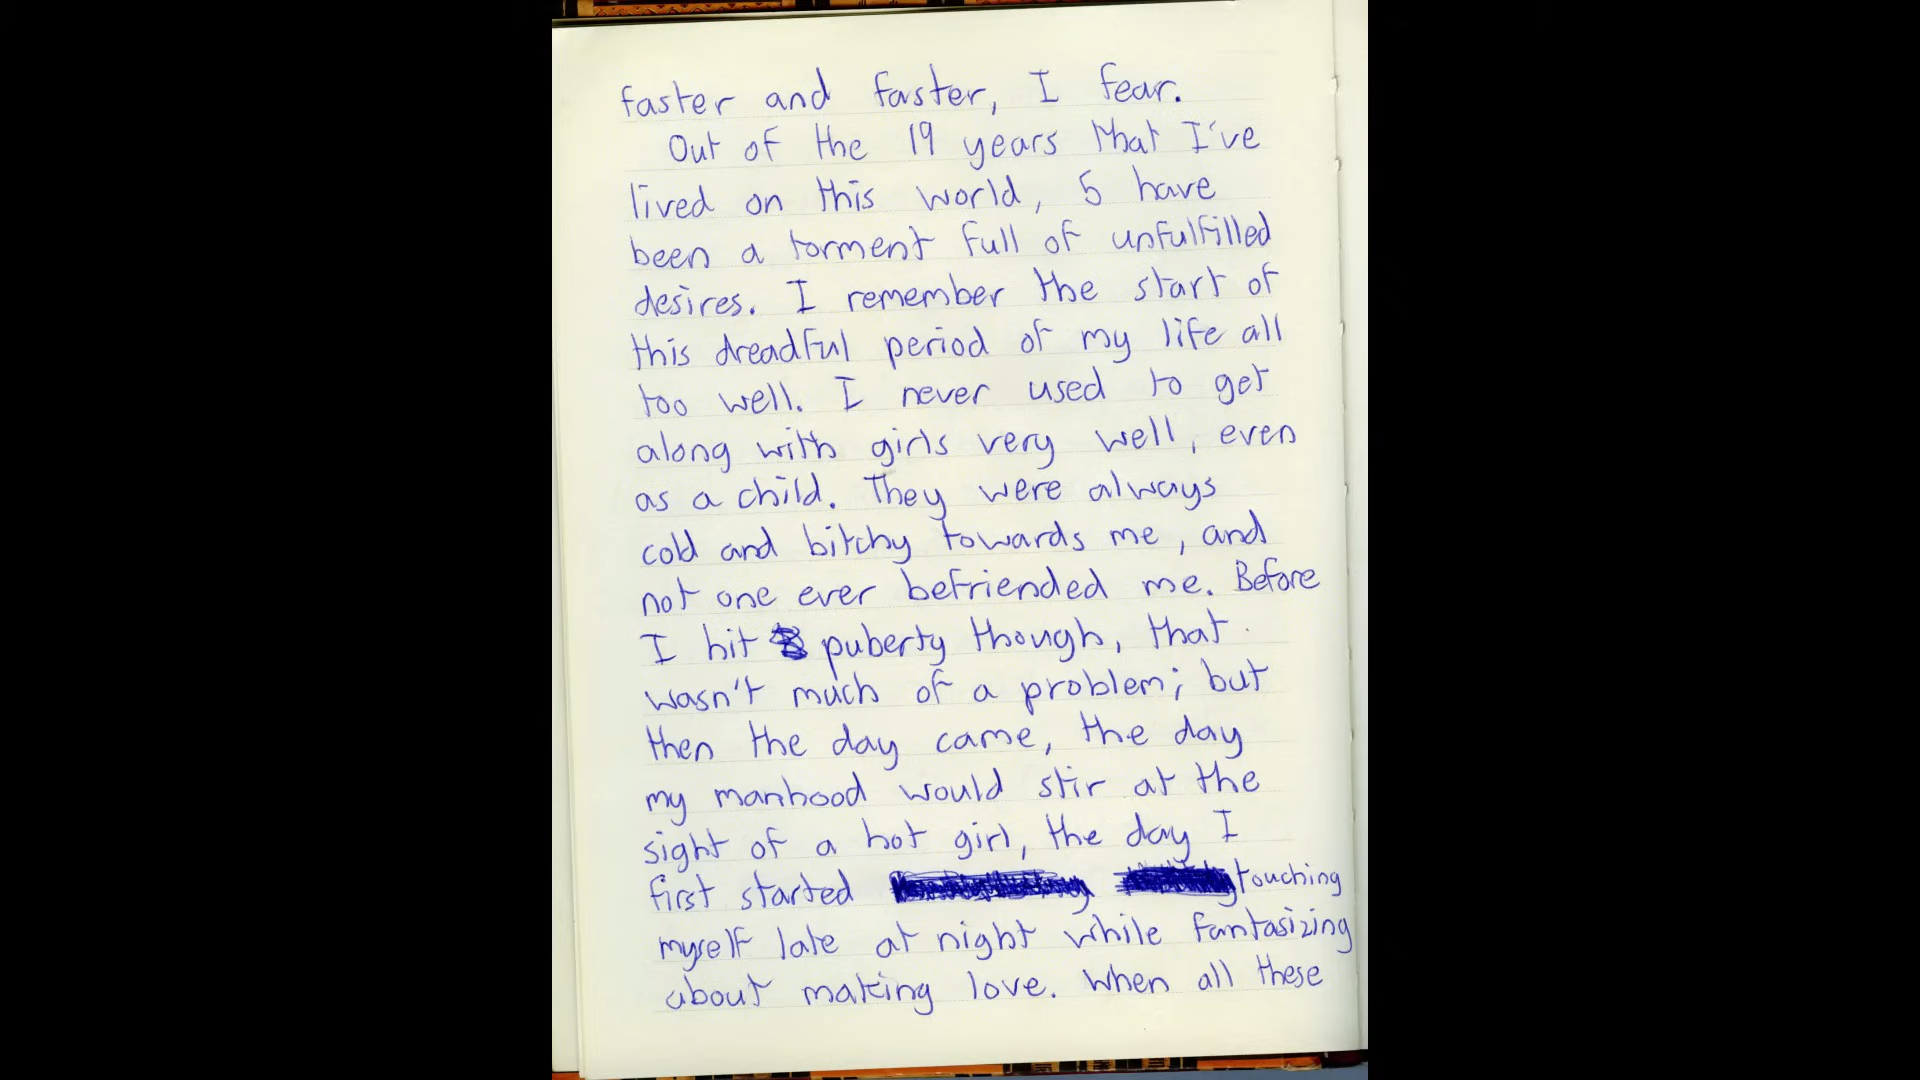 faster and faster, I fear.
Out of the 19 years that I've
lived on this world, 5 have
been a torment full of unfulfilled
desires. I remember the start of
this dreadful period of my life all
too well. I never used to get
along with girls very well, even
as a child. They were always
cold and bitchy towards me, and
not one ever befriended me. Before
I hit puberty though, that
wasn't much of a problem; but
then the day came, the day
my manhood would stir at the
sight of a hot girl, the day I
first started touching
myself late at night while fantasizing
about making love. When all these